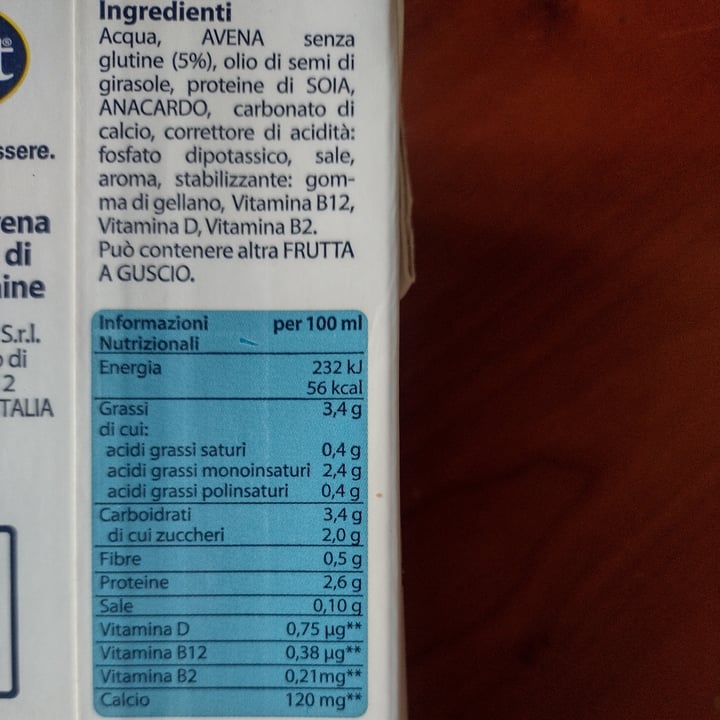 ®
t
ssere.
ena
di
ine
S.r.l.
di
2
TALIA
Ingredienti
Acqua, AVENA senza
glutine (5%), olio di semi di
girasole, proteine di SOIA,
ANACARDO, carbonato di
calcio, correttore di acidità:
fosfato dipotassico, sale,
aroma, stabilizzante: gom-
ma di gellano, Vitamina B12,
Vitamina D, Vitamina B2.
Può contenere altra FRUTTA
A GUSCIO.
Informazioni per 100 ml
Nutrizionali
Energia 232 kJ
56 kcal
Grassi 3,4 g
di cui:
acidi grassi saturi 0,4 g
acidi grassi monoinsaturi 2,4 g
acidi grassi polinsaturi 0,4 g
Carboidrati 3,4 g
di cui zuccheri 2,0 g
Fibre 0,5 g
Proteine 2,6 g
Sale 0,10 g
Vitamina D 0,75 µg**
Vitamina B12 0,38 µg**
Vitamina B2 0,21mg**
Calcio 120 mg**